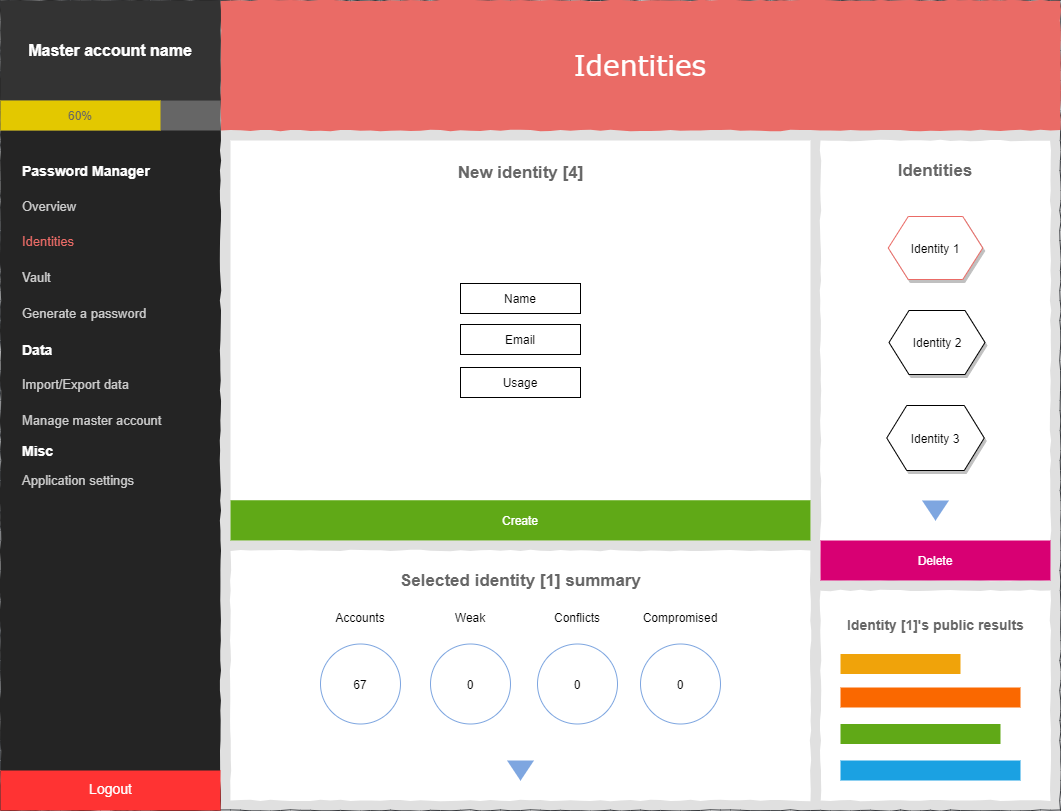 Master account name
60%
Password Manager
Overview
Identities
Vault
Generate a password
Data
Import/Export data
Manage master account
Misc
Application settings
Logout
Identities
New identity [4]
Name
Email
Usage
Create
Selected identity [1] summary
Accounts Weak Conflicts Compromised
67 0 0 0
Identities
Identity 1
Identity 2
Identity 3
Delete
Identity [1]'s public results